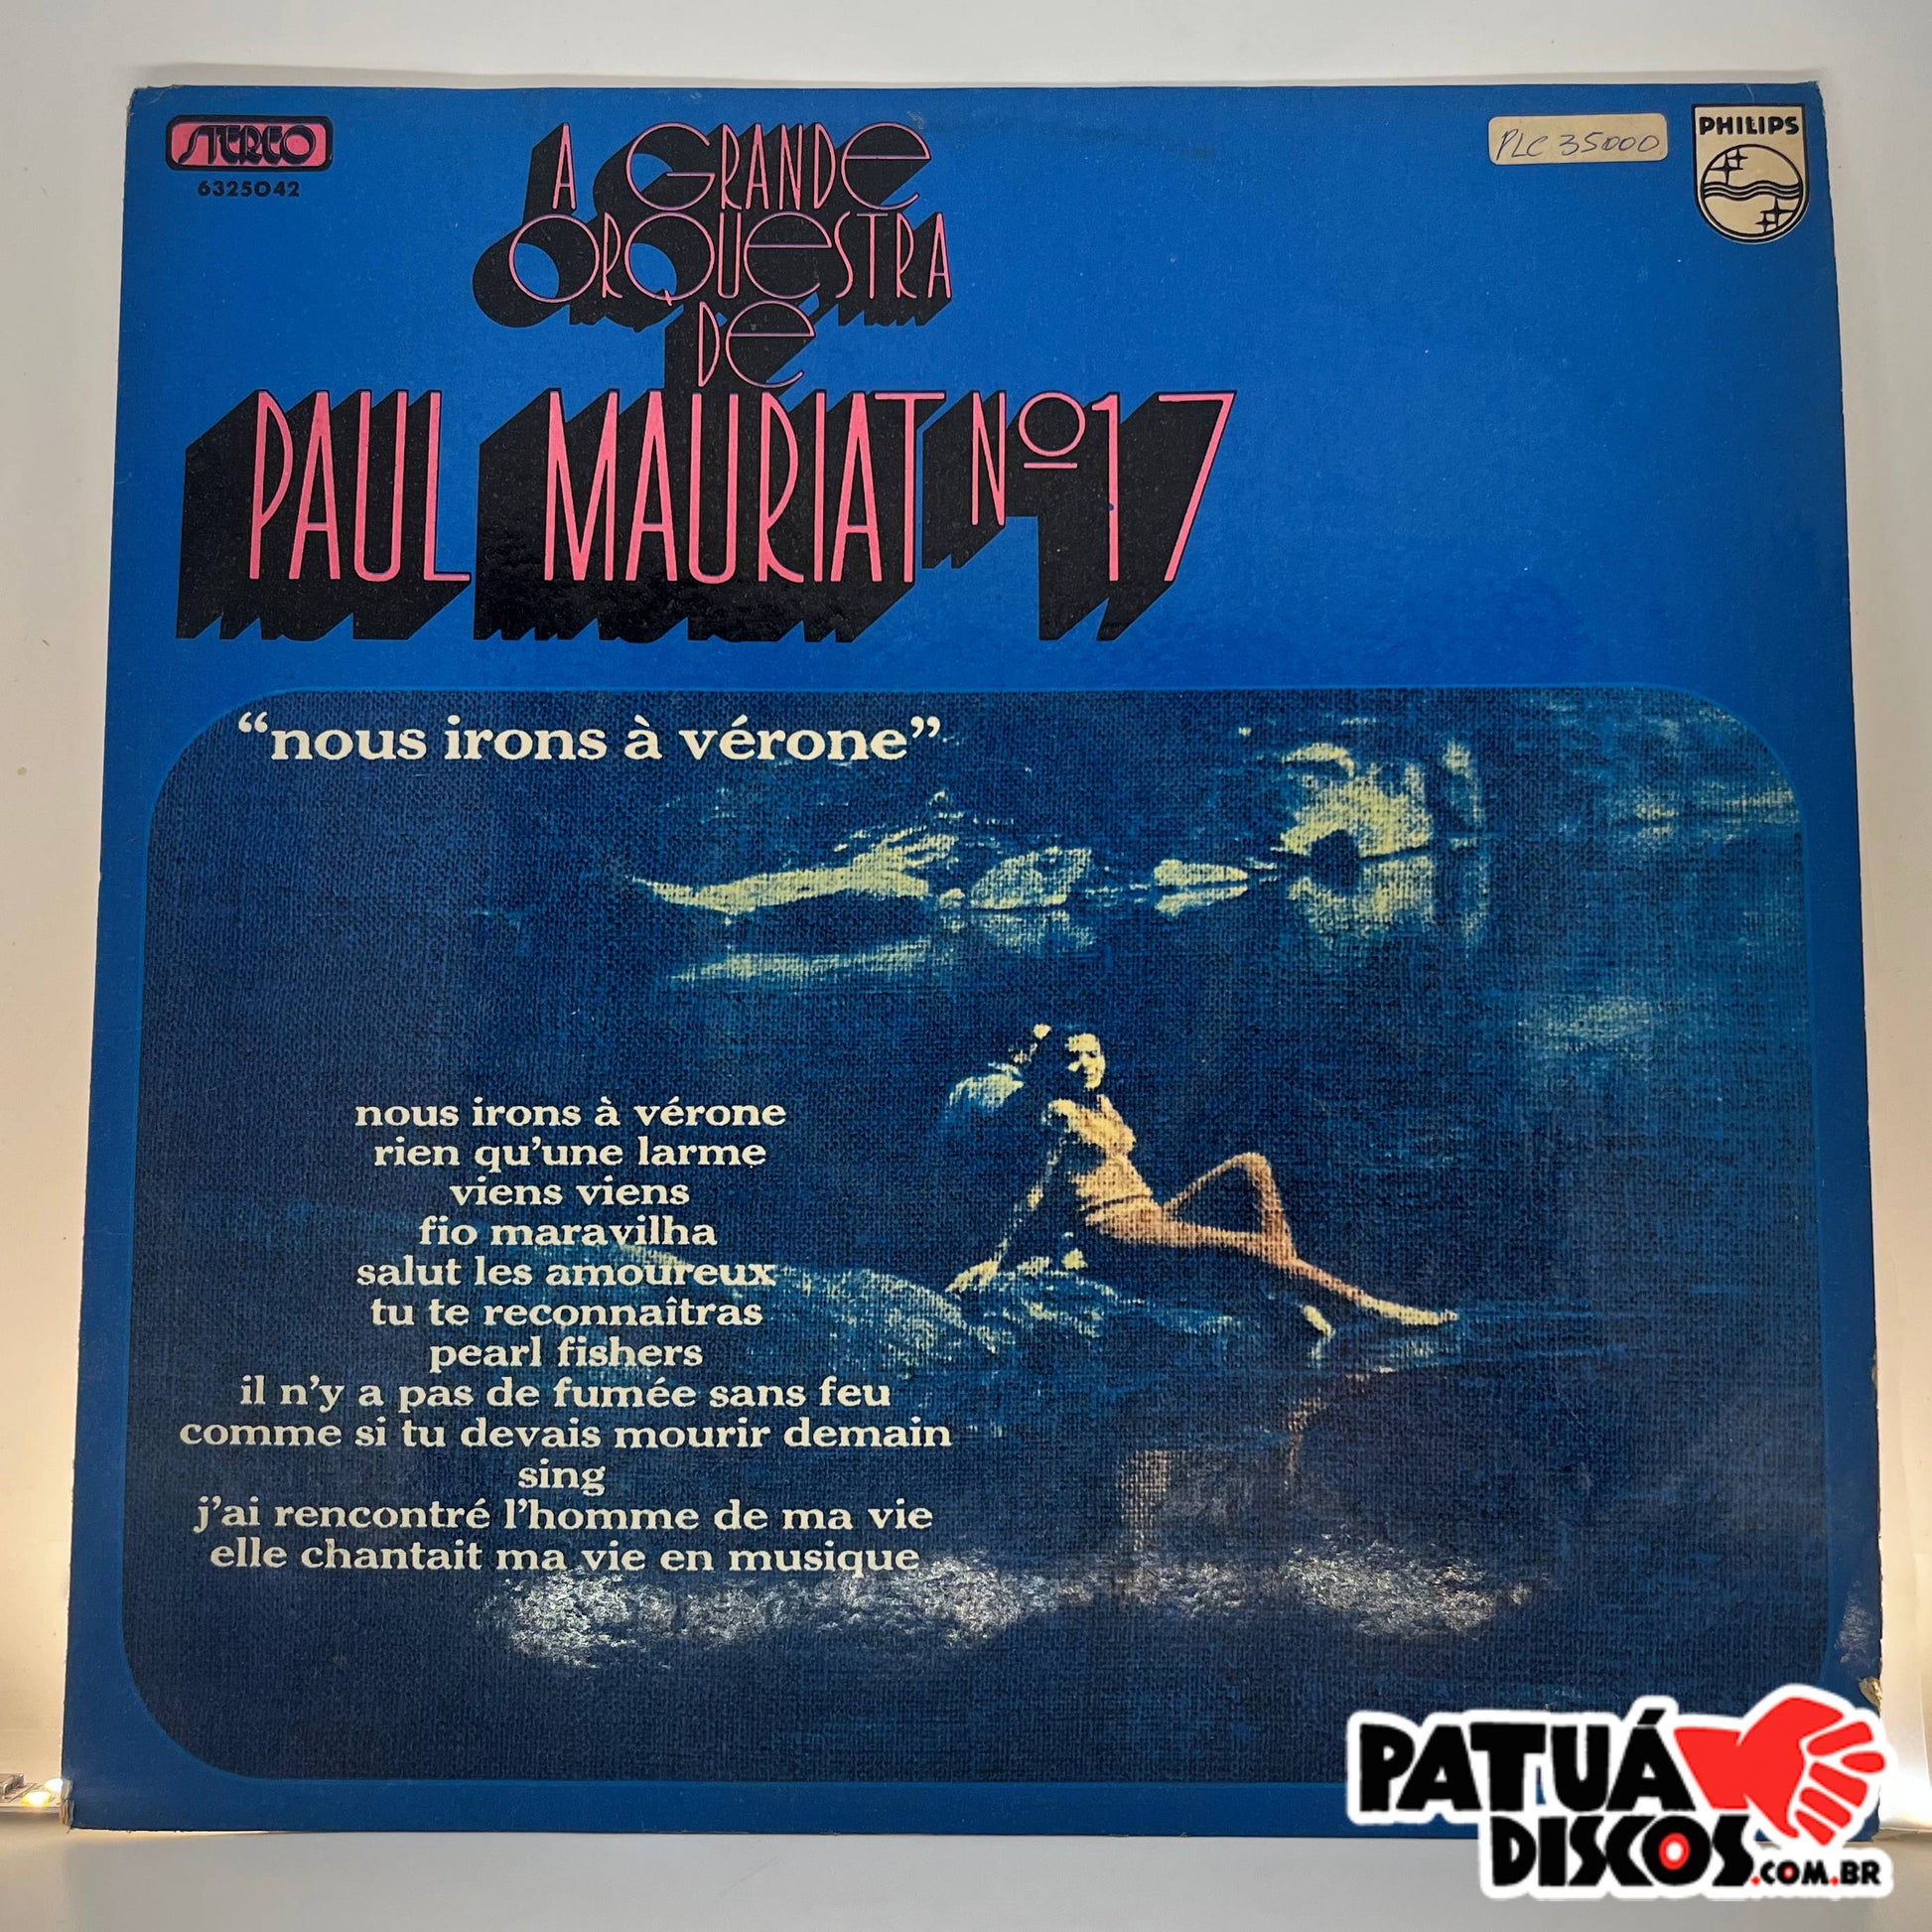 STEREO
6325042
A GRANDE
ORQUESTRA
DE
PAUL MAURIAT Nº 17
PLC 35000
PHILIPS
“nous irons à vérone”
nous irons à vérone
rien qu’une larme
viens viens
fio maravilha
salut les amoureux
tu te reconnaîtras
pearl fishers
il n’y a pas de fumée sans feu
comme si tu devais mourir demain
sing
j’ai rencontré l’homme de ma vie
elle chantait ma vie en musique
PATUÁ
DISCOS.COM.BR